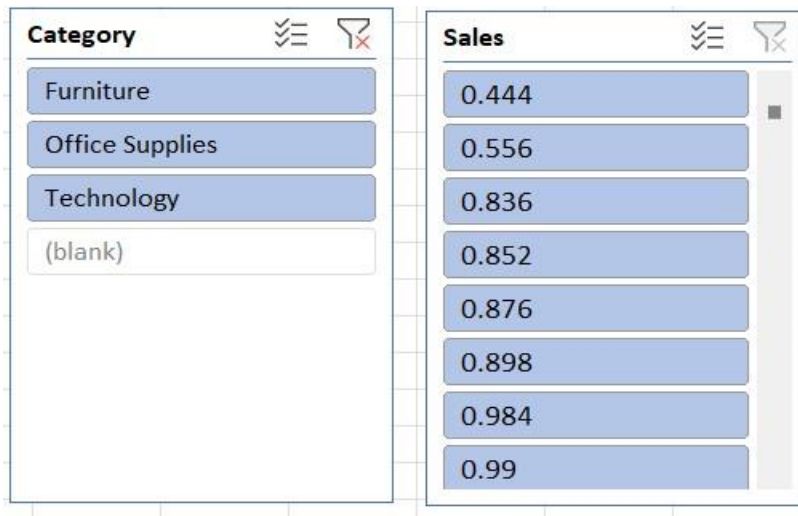 Category
Furniture
Office Supplies
Technology
(blank)
Sales
0.444
0.556
0.836
0.852
0.876
0.898
0.984
0.99